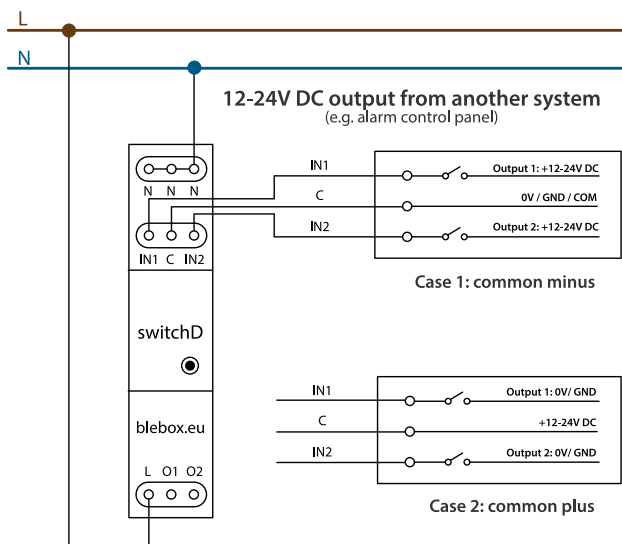 L
N
12-24V DC output from another system
(e.g. alarm control panel)
N N N
IN1 C IN2
switchD
blebox.eu
L O1 O2
IN1
C
IN2
Output 1: +12-24V DC
0V / GND / COM
Output 2: +12-24V DC
Case 1: common minus
IN1
C
IN2
Output 1: 0V/ GND
+12-24V DC
Output 2: 0V/ GND
Case 2: common plus